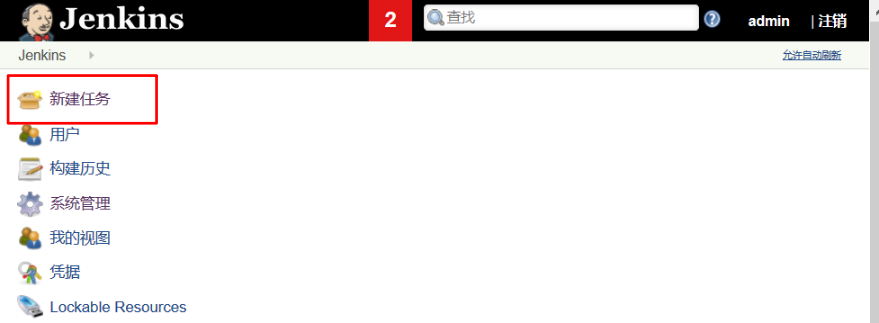 Jenkins 2 查找 admin | 注销
Jenkins 允许自动刷新
新建任务
用户
构建历史
系统管理
我的视图
凭据
Lockable Resources